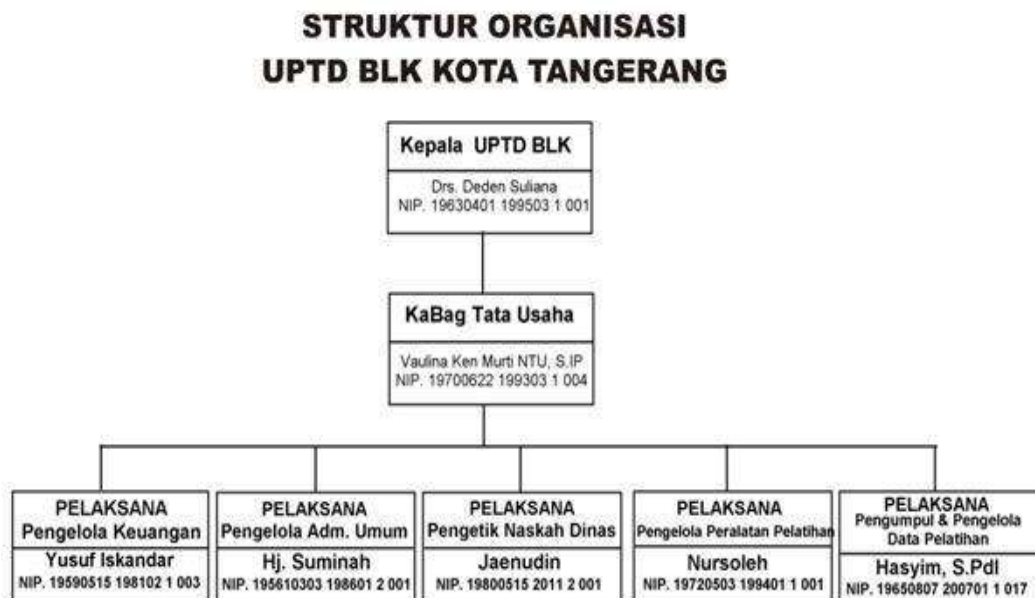 STRUKTUR ORGANISASI
UPTD BLK KOTA TANGERANG
Kepala UPTD BLK
Drs. Deden Suliana
NIP. 19630401 199503 1 001
KaBag Tata Usaha
Vaulina Ken Murti NTU, S.IP
NIP. 19700622 199303 1 004
PELAKSANA
Pengelola Keuangan
Yusuf Iskandar
NIP. 19590515 198102 1 003
PELAKSANA
Pengelola Adm. Umum
Hj. Suminah
NIP. 195610303 198601 2 001
PELAKSANA
Pengetik Naskah Dinas
Jaenudin
NIP. 19800515 2011 2 001
PELAKSANA
Pengelola Peralatan Pelatihan
Nursoleh
NIP. 19720503 199401 1 001
PELAKSANA
Pengumpul & Pengelola
Data Pelatihan
Hasyim, S.PdI
NIP. 19650807 200701 1 017